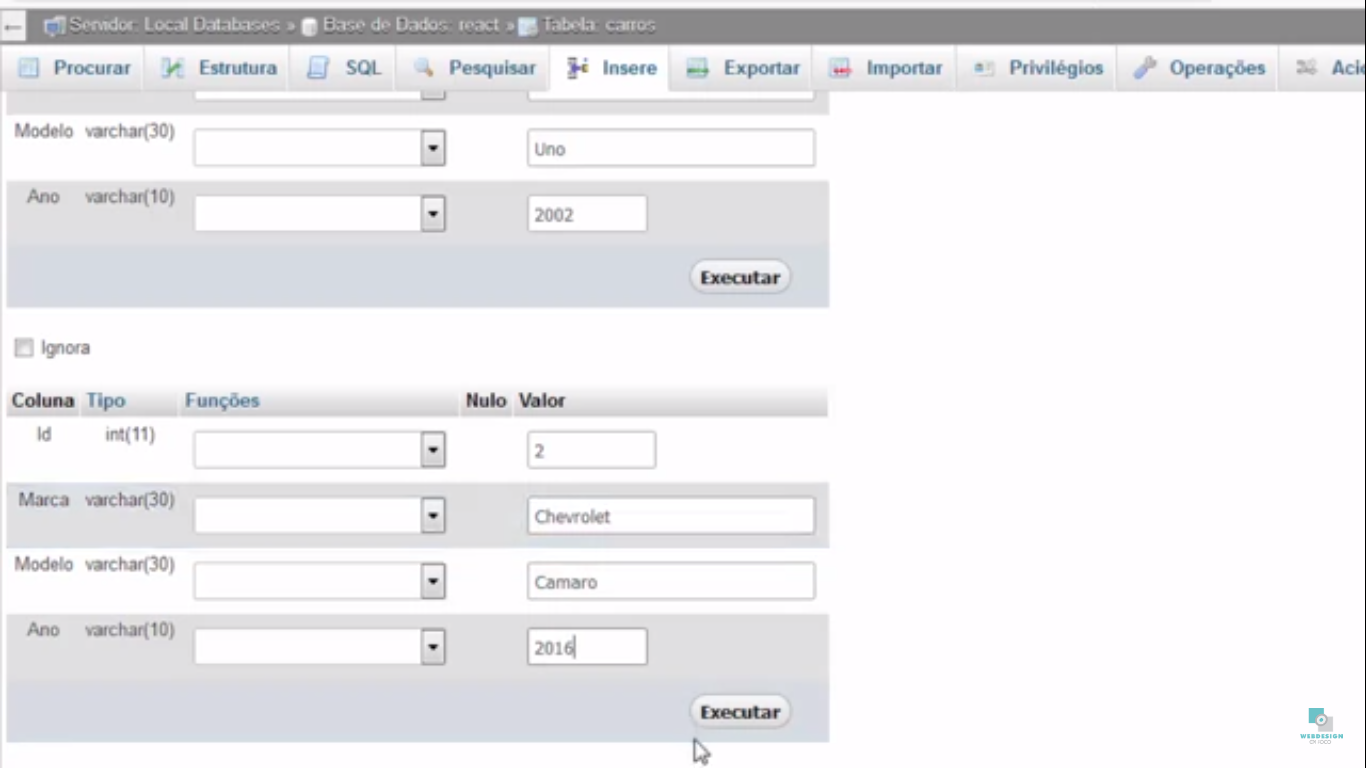 Servidor: Local Databases » Base de Dados: react » Tabela: carros
Procurar Estrutura SQL Pesquisar Insere Exportar Importar Privilégios Operações
Modelo varchar(30) Uno
Ano varchar(10) 2002
Executar
Ignora
Coluna Tipo Funções Nulo Valor
Id int(11) 2
Marca varchar(30) Chevrolet
Modelo varchar(30) Camaro
Ano varchar(10) 2016
Executar
WEBDESIGN
EM FOCO